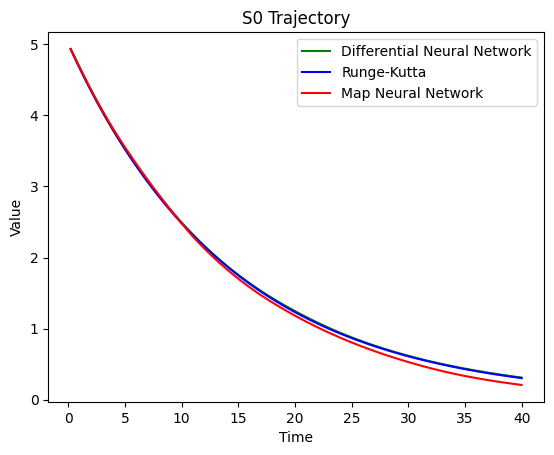 S0 Trajectory
Differential Neural Network
Runge-Kutta
Map Neural Network
Value
5
4
3
2
1
0
0 5 10 15 20 25 30 35 40
Time